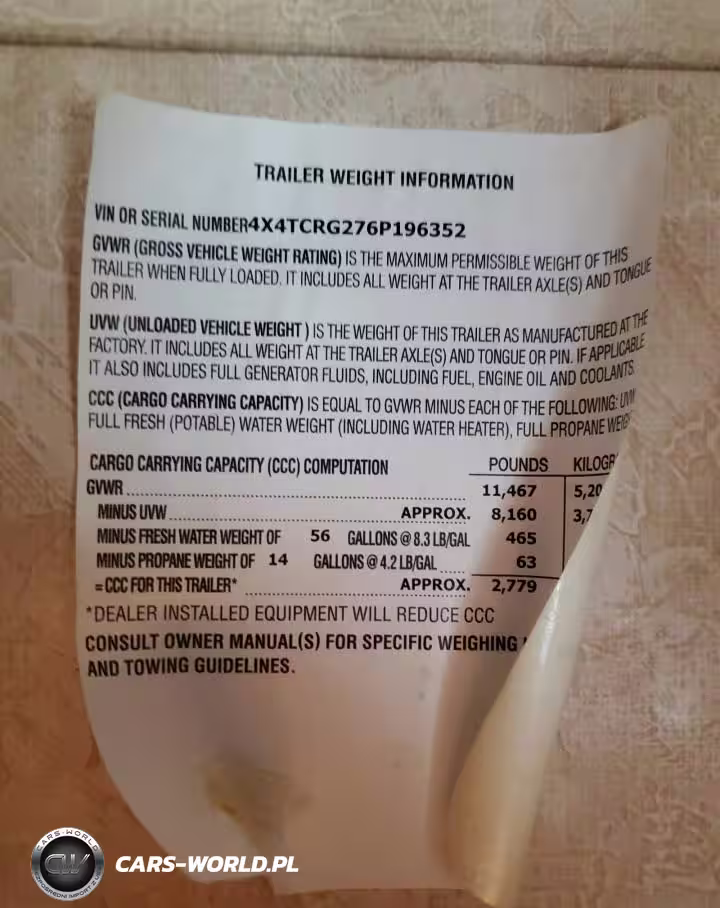 TRAILER WEIGHT INFORMATION
VIN OR SERIAL NUMBER4X4TCRG276P196352
GVWR (GROSS VEHICLE WEIGHT RATING) IS THE MAXIMUM PERMISSIBLE WEIGHT OF THIS
TRAILER WHEN FULLY LOADED. IT INCLUDES ALL WEIGHT AT THE TRAILER AXLE(S) AND TONGUE
OR PIN.
UVW (UNLOADED VEHICLE WEIGHT ) IS THE WEIGHT OF THIS TRAILER AS MANUFACTURED AT THE
FACTORY. IT INCLUDES ALL WEIGHT AT THE TRAILER AXLE(S) AND TONGUE OR PIN. IF APPLICABLE
IT ALSO INCLUDES FULL GENERATOR FLUIDS, INCLUDING FUEL, ENGINE OIL AND COOLANTS.
CCC (CARGO CARRYING CAPACITY) IS EQUAL TO GVWR MINUS EACH OF THE FOLLOWING: UVW
FULL FRESH (POTABLE) WATER WEIGHT (INCLUDING WATER HEATER), FULL PROPANE WEIG
CARGO CARRYING CAPACITY (CCC) COMPUTATION POUNDS KILOGR
GVWR 11,467 5,20
MINUS UVW APPROX. 8,160 3,7
MINUS FRESH WATER WEIGHT OF 56 GALLONS @ 8.3 LB/GAL 465
MINUS PROPANE WEIGHT OF 14 GALLONS @ 4.2 LB/GAL 63
= CCC FOR THIS TRAILER* APPROX. 2,779
*DEALER INSTALLED EQUIPMENT WILL REDUCE CCC
CONSULT OWNER MANUAL(S) FOR SPECIFIC WEIGHING
AND TOWING GUIDELINES.
CARS-WORLD
CW
CARS-WORLD.PL